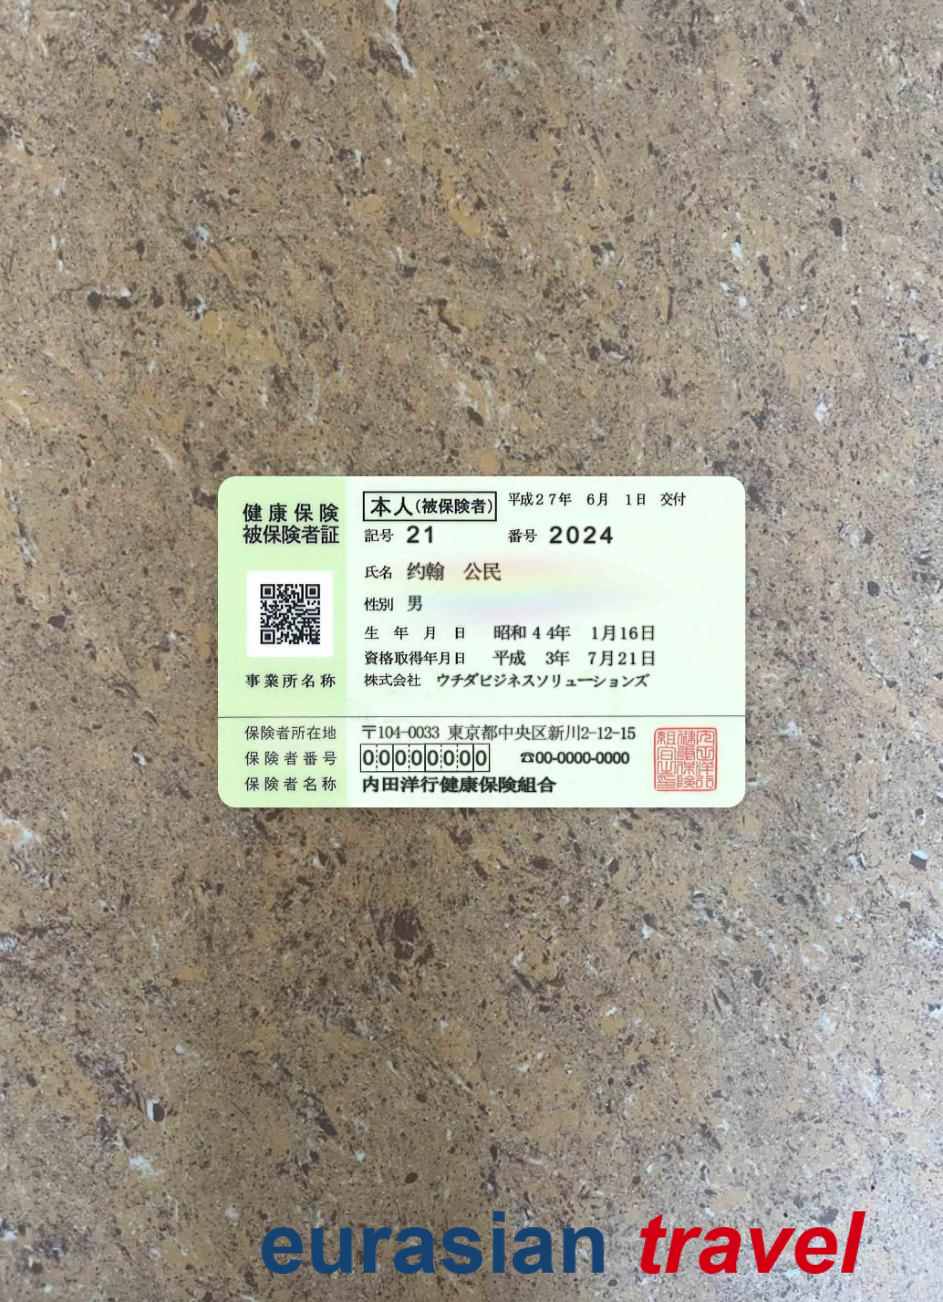 健康保険
被保険者証
本人(被保険者) 平成27年 6月 1日 交付
記号 21 番号 2024
氏名 约翰 公民
性別 男
生年月日 昭和44年 1月16日
資格取得年月日 平成 3年 7月21日
事業所名称 株式会社 ウチダビジネスソリューションズ
保険者所在地 〒104-0033 東京都中央区新川2-12-15
保険者番号 00000000 ☎00-0000-0000
保険者名称 内田洋行健康保険組合
eurasian travel